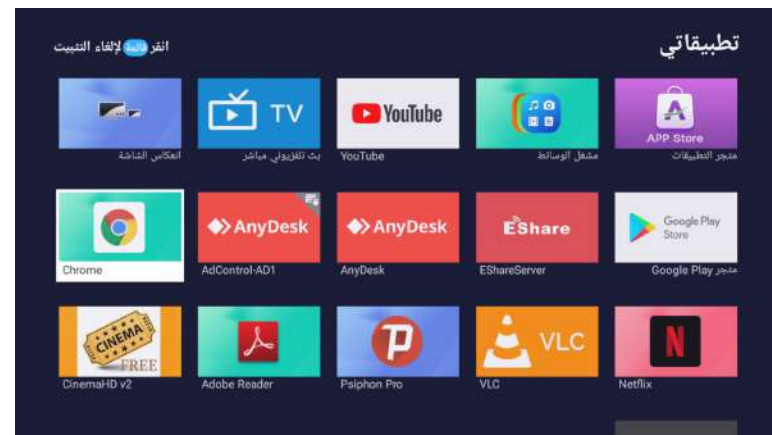 تطبيقاتي
انقر قائمة لإلغاء التثبيت
APP Store
متجر التطبيقات
مشغل الوسائط
YouTube
YouTube
TV
بث تلفزيوني مباشر
انعكاس الشاشة
Google Play Store
متجر Google Play
EShare
EShareServer
AnyDesk
AnyDesk
AnyDesk
AdControl-AD1
Chrome
Netflix
VLC
VLC
Psiphon Pro
Adobe Reader
CINEMA
FREE
CinemaHD v2